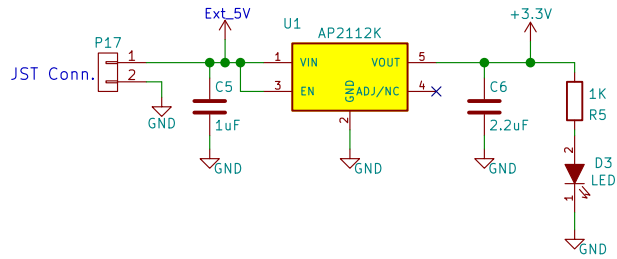 Ext_5V
U1
AP2112K
+3.3V
P17
JST Conn.
1
2
GND
C5
1uF
GND
1
3
VIN
EN
GND
VOUT
ADJ/NC
5
4
2
GND
C6
2.2uF
GND
1K
R5
2
D3
LED
1
GND